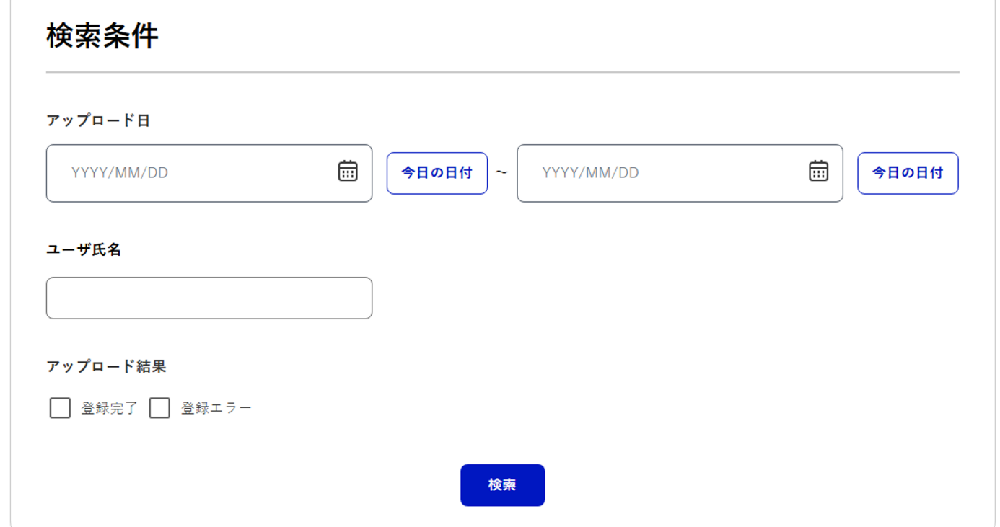 検索条件
アップロード日
YYYY/MM/DD 今日の日付 ～ YYYY/MM/DD 今日の日付
ユーザ氏名
アップロード結果
登録完了 登録エラー
検索